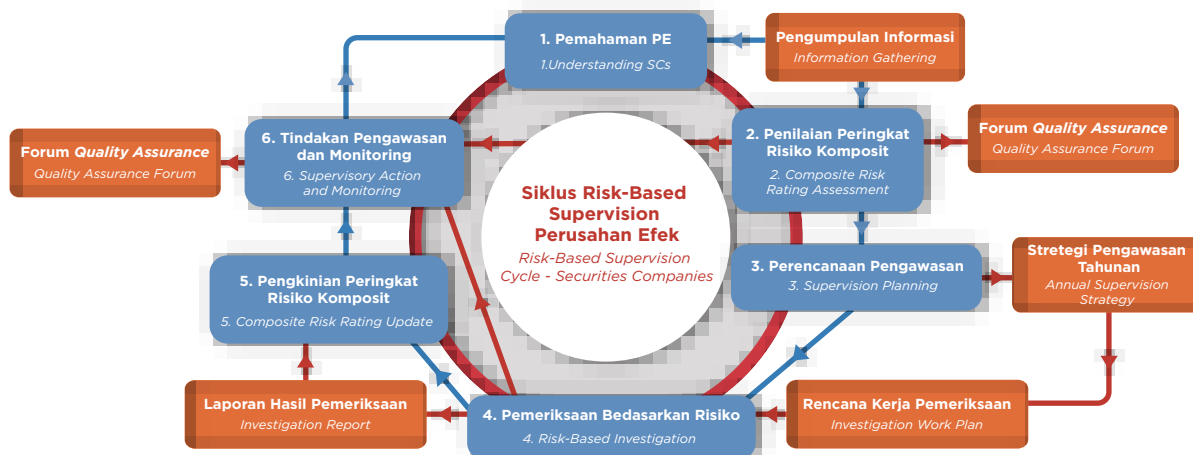 1. Pemahaman PE
1.Understanding SCs
Pengumpulan Informasi
Information Gathering
6. Tindakan Pengawasan
dan Monitoring
6. Supervisory Action
and Monitoring
2. Penilaian Peringkat
Risiko Komposit
2. Composite Risk
Rating Assessment
Forum Quality Assurance
Quality Assurance Forum
Forum Quality Assurance
Quality Assurance Forum
Siklus Risk-Based
Supervision
Perusahan Efek
Risk-Based Supervision
Cycle - Securities Companies
3. Perencanaan Pengawasan
3. Supervision Planning
Stretegi Pengawasan
Tahunan
Annual Supervision
Strategy
5. Pengkinian Peringkat
Risiko Komposit
5. Composite Risk Rating Update
Laporan Hasil Pemeriksaan
Investigation Report
4. Pemeriksaan Bedasarkan Risiko
4. Risk-Based Investigation
Rencana Kerja Pemeriksaan
Investigation Work Plan